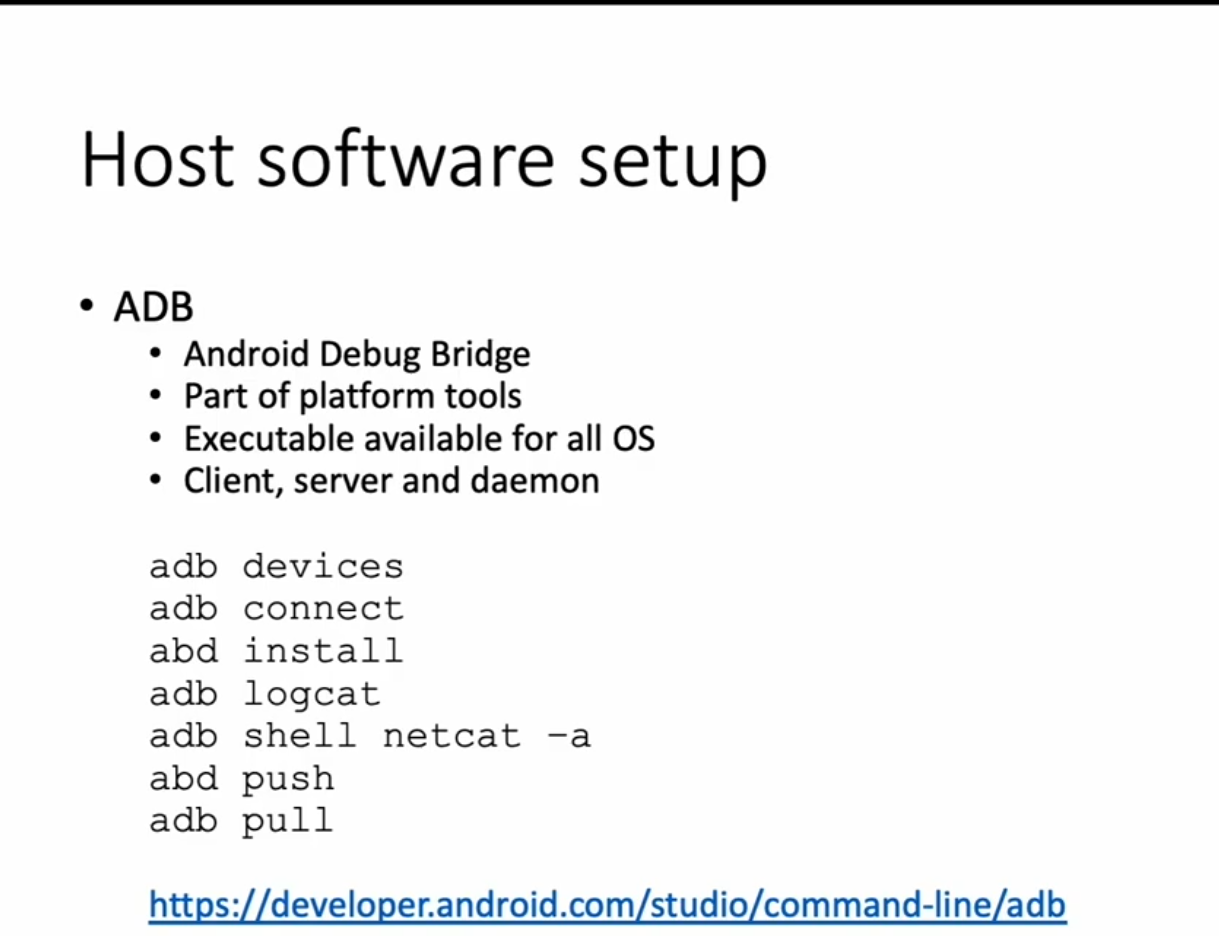 Host software setup
• ADB
• Android Debug Bridge
• Part of platform tools
• Executable available for all OS
• Client, server and daemon
adb devices
adb connect
abd install
adb logcat
adb shell netcat –a
abd push
adb pull
https://developer.android.com/studio/command-line/adb